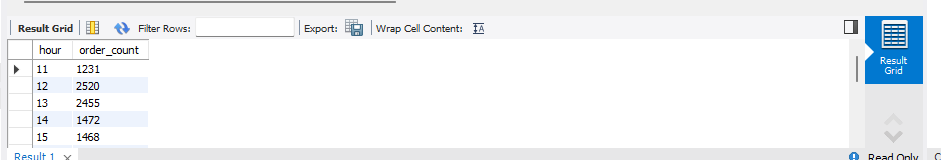 Result Grid Filter Rows: Export: Wrap Cell Content:
hour order_count
11 1231
12 2520
13 2455
14 1472
15 1468
Result
Grid
Result 1 ×
Read Only